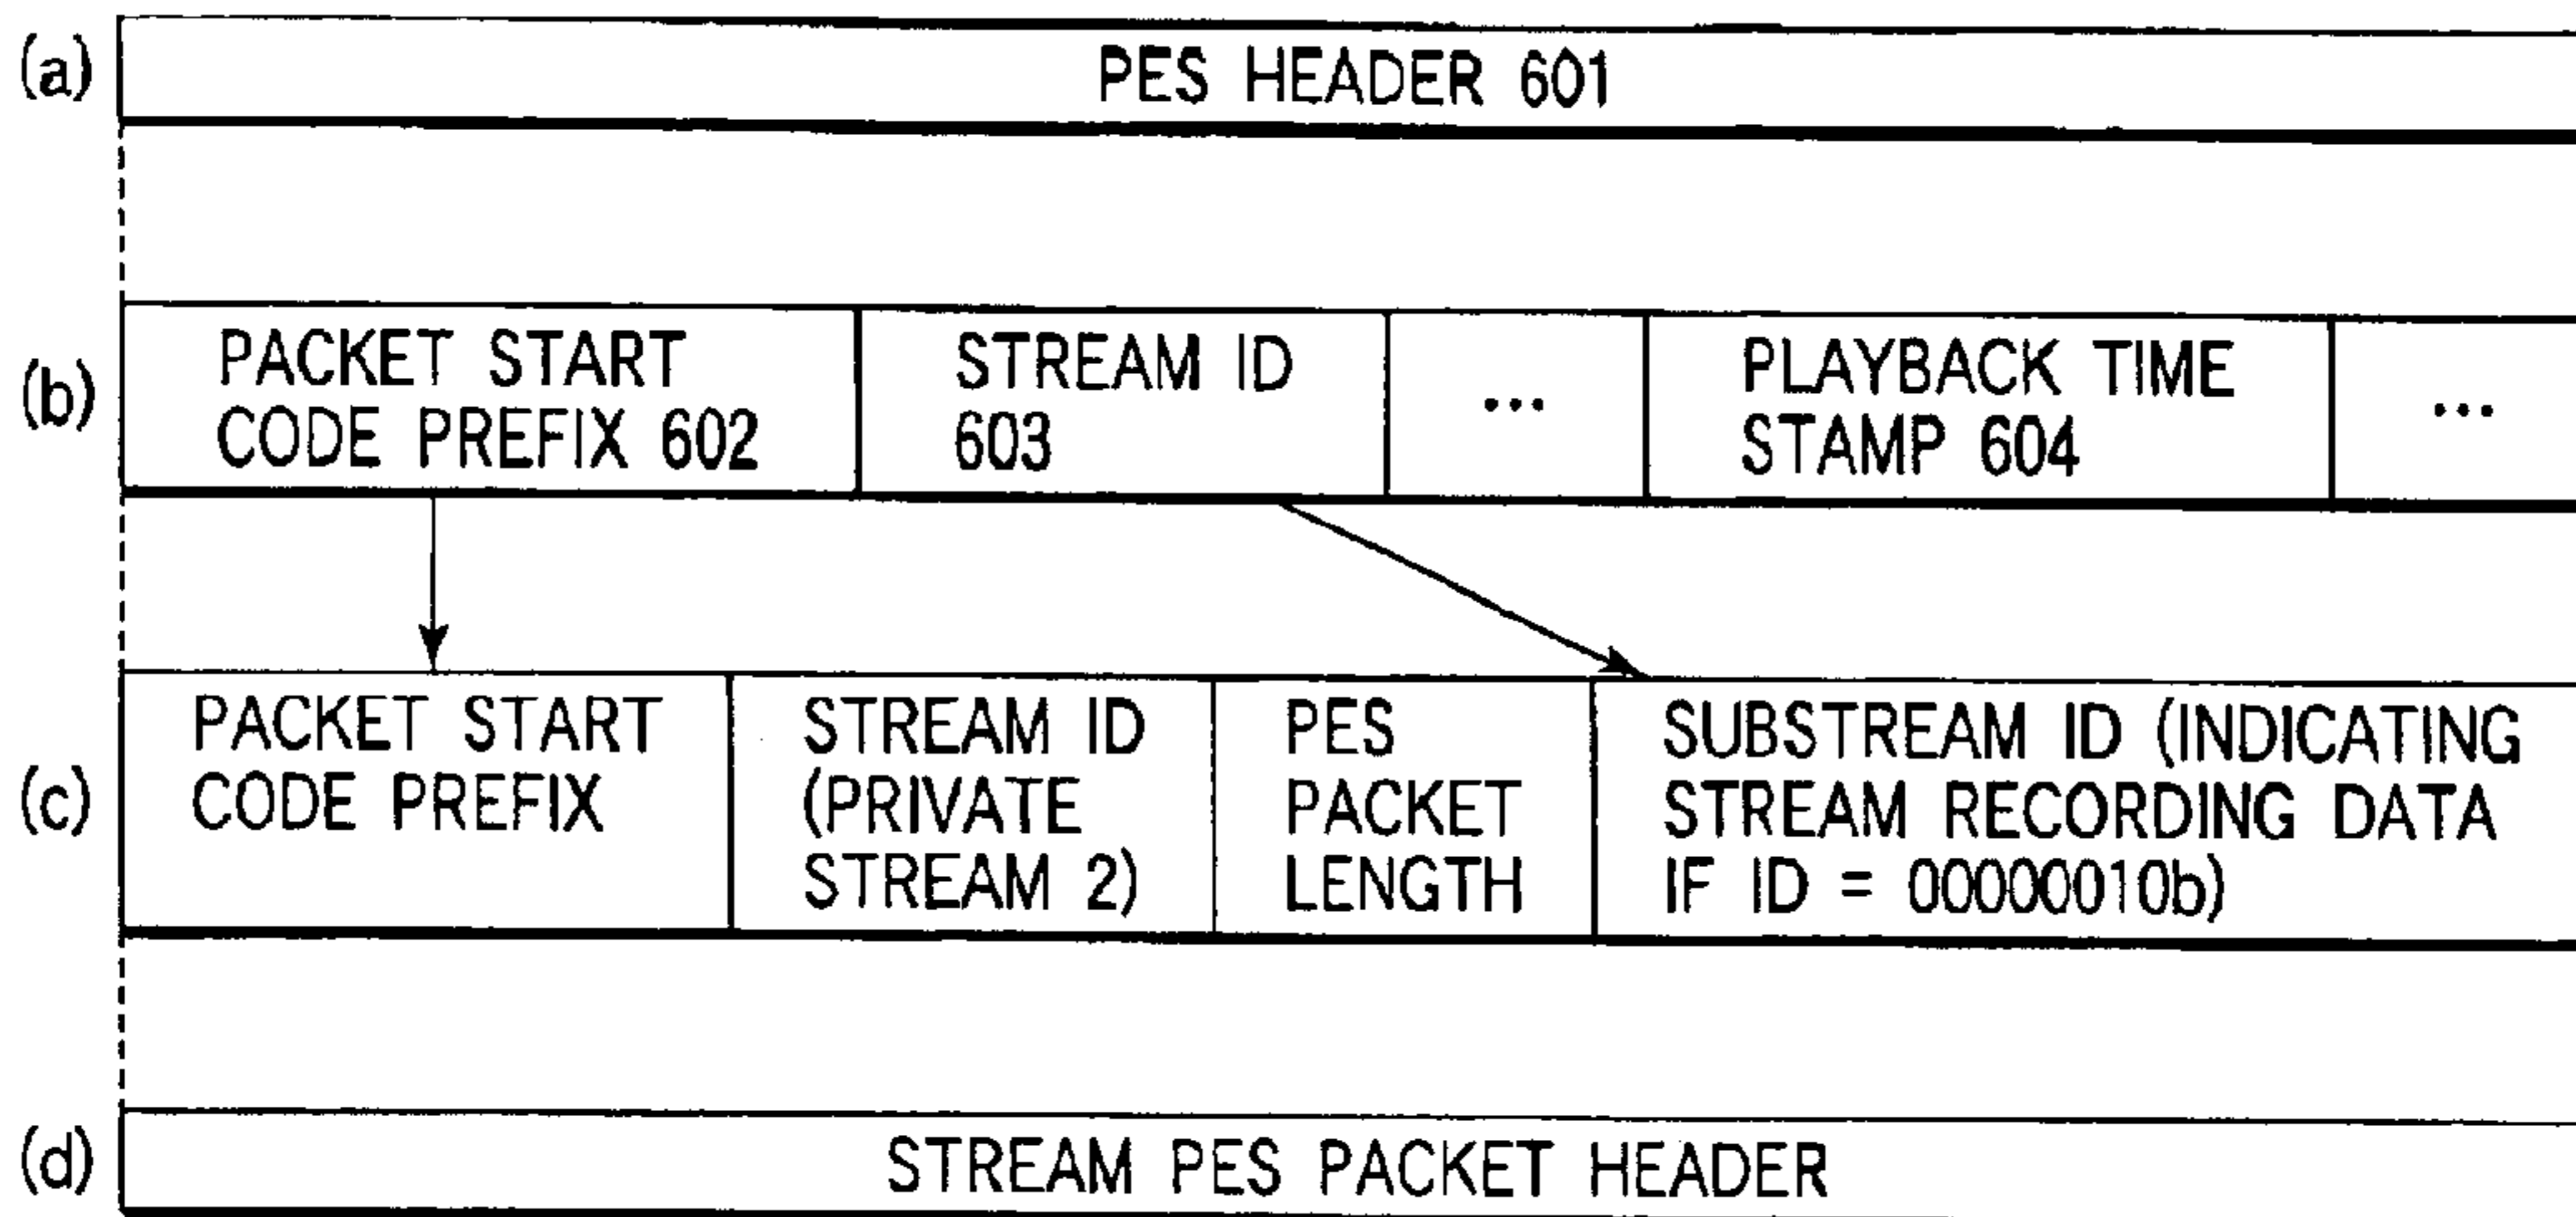 (a)
PES HEADER 601
(b)
PACKET START
CODE PREFIX 602
STREAM ID
603
...
PLAYBACK TIME
STAMP 604
...
(c)
PACKET START
CODE PREFIX
STREAM ID
(PRIVATE
STREAM 2)
PES
PACKET
LENGTH
SUBSTREAM ID (INDICATING
STREAM RECORDING DATA
IF ID = 00000010b)
(d)
STREAM PES PACKET HEADER